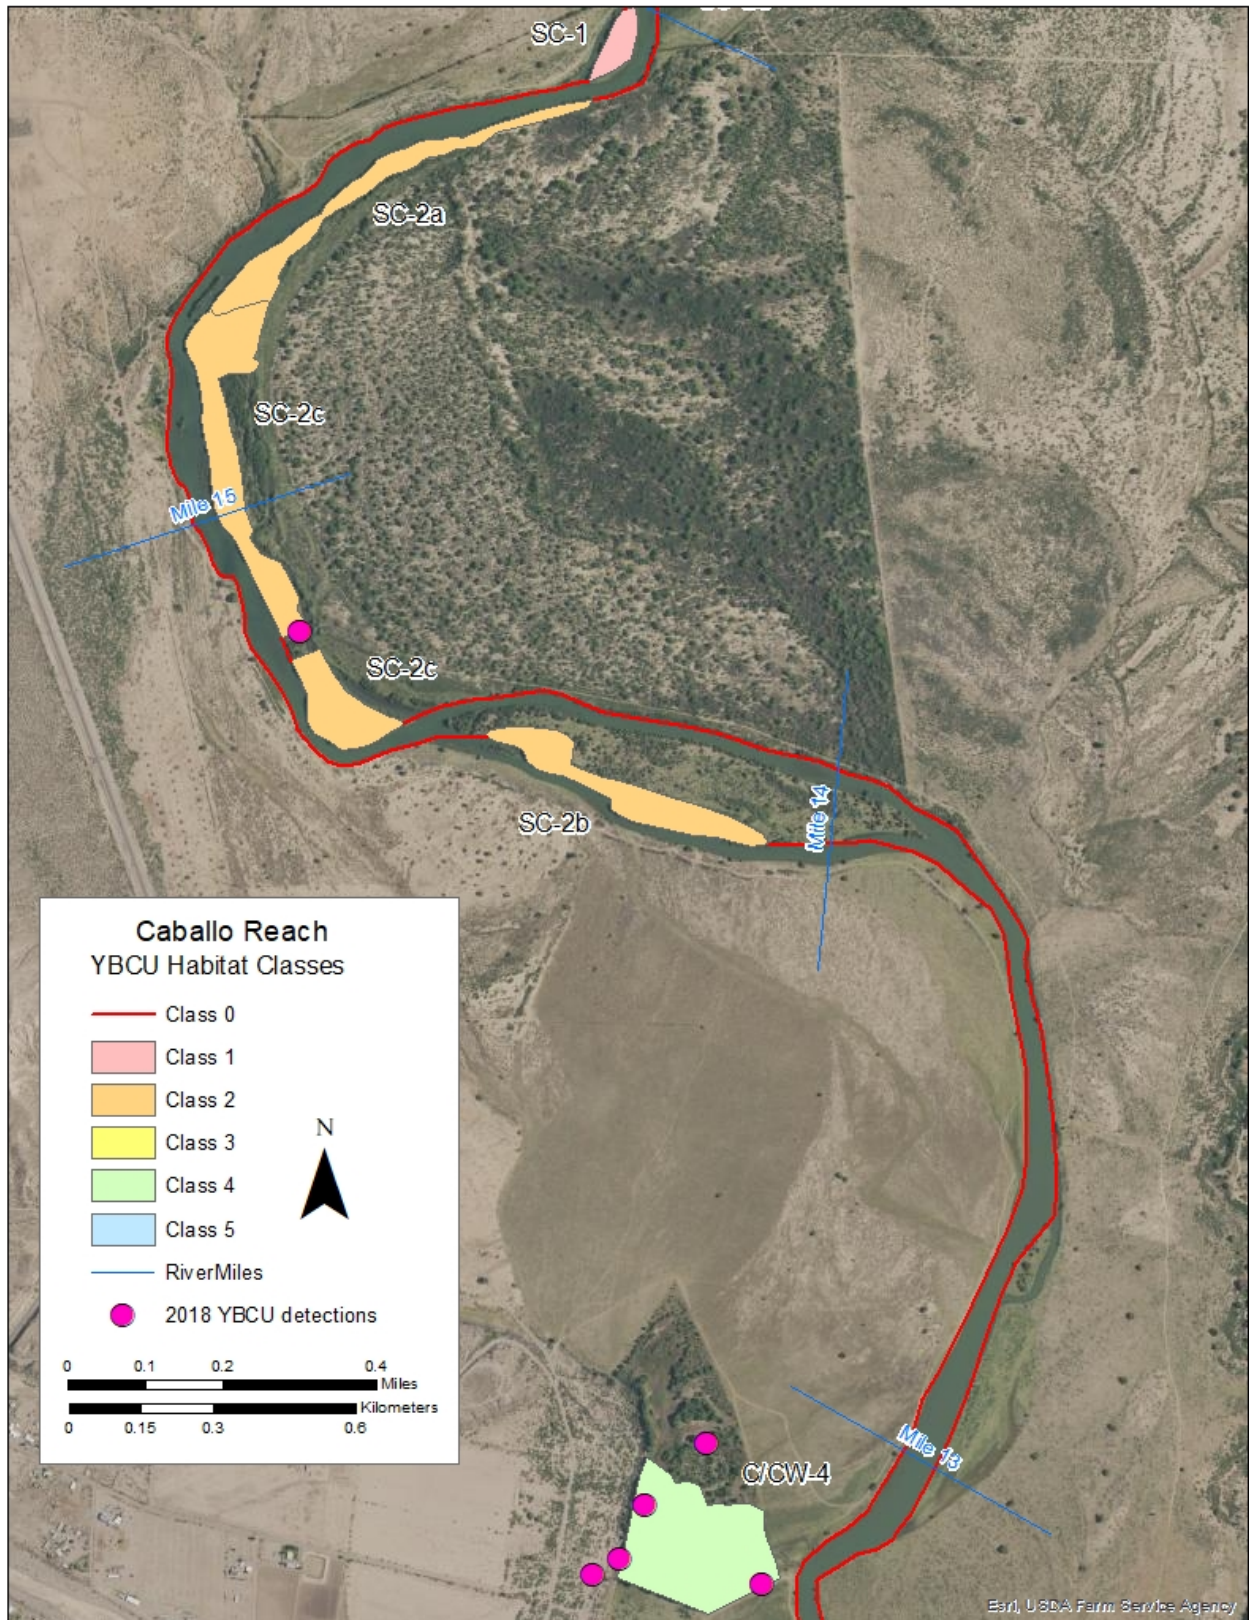 SC-1
SC-2a
SC-2c
Mile 15
SC-2c
Mile 14
SC-2b
Caballo Reach
YBCU Habitat Classes
Class 0
Class 1
Class 2
Class 3
Class 4
Class 5
RiverMiles
2018 YBCU detections
N
0 0.1 0.2 0.4
Miles
Kilometers
0 0.15 0.3 0.6
Mile 13
C/CW-4
Esri, USDA Farm Service Agency